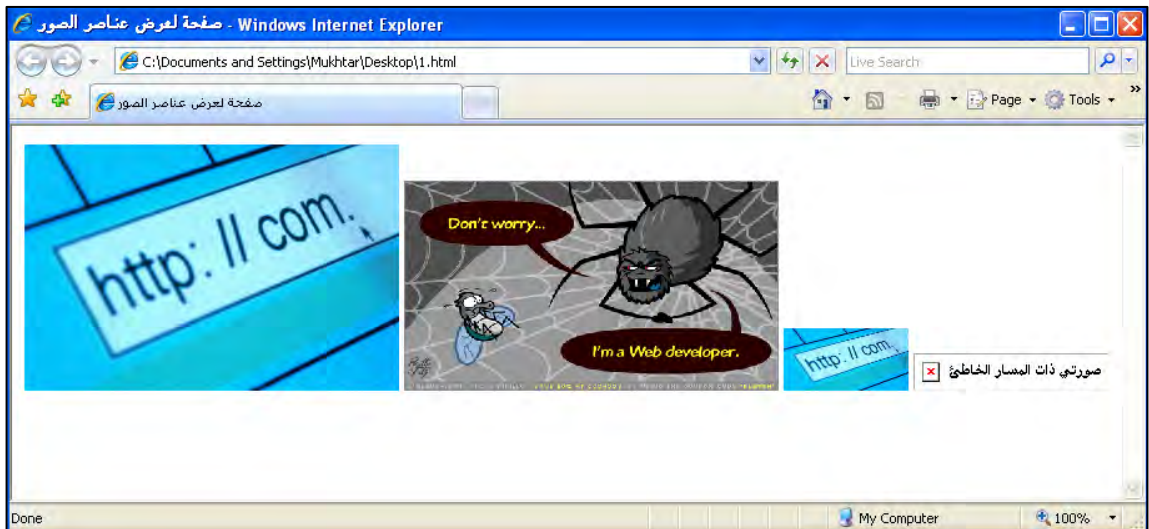 صفحة لعرض عناصر الصور - Windows Internet Explorer
C:\Documents and Settings\Mukhtar\Desktop\1.html
Live Search
صفحة لعرض عناصر الصور
Page
Tools
»
http: // com.
Don't worry...
I'm a Web developer.
http: // com.
صورتي ذات المسار الخاطئ
Done
My Computer
100%